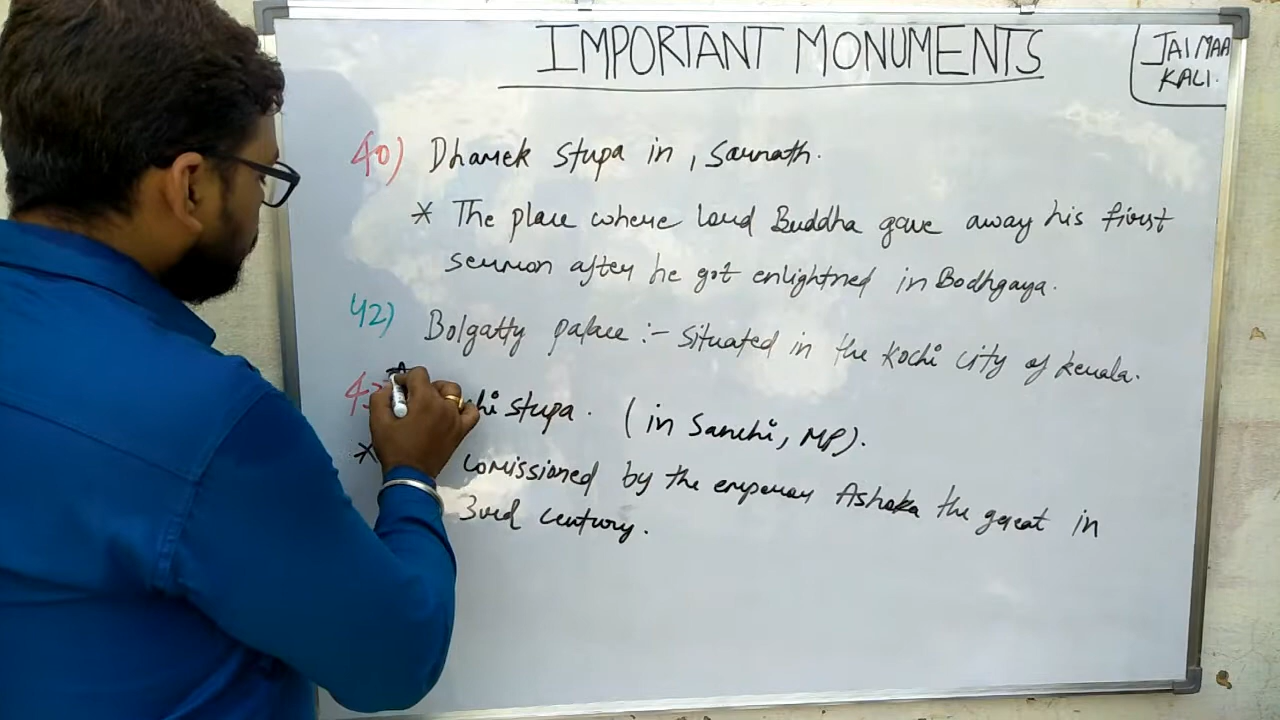 IMPORTANT MONUMENTS
JAI MAA
KALI.
40) Dhamek Stupa in, Sarnath.
* The place where lord Buddha gave away his first
sermon after he got enlightned in Bodhgaya.
42) Bolgatty palace :- situated in the Kochi city of kerala.
43 chi stupa. (in Sanchi, MP).
* comissioned by the emperor Ashoka the great in
3rd century.